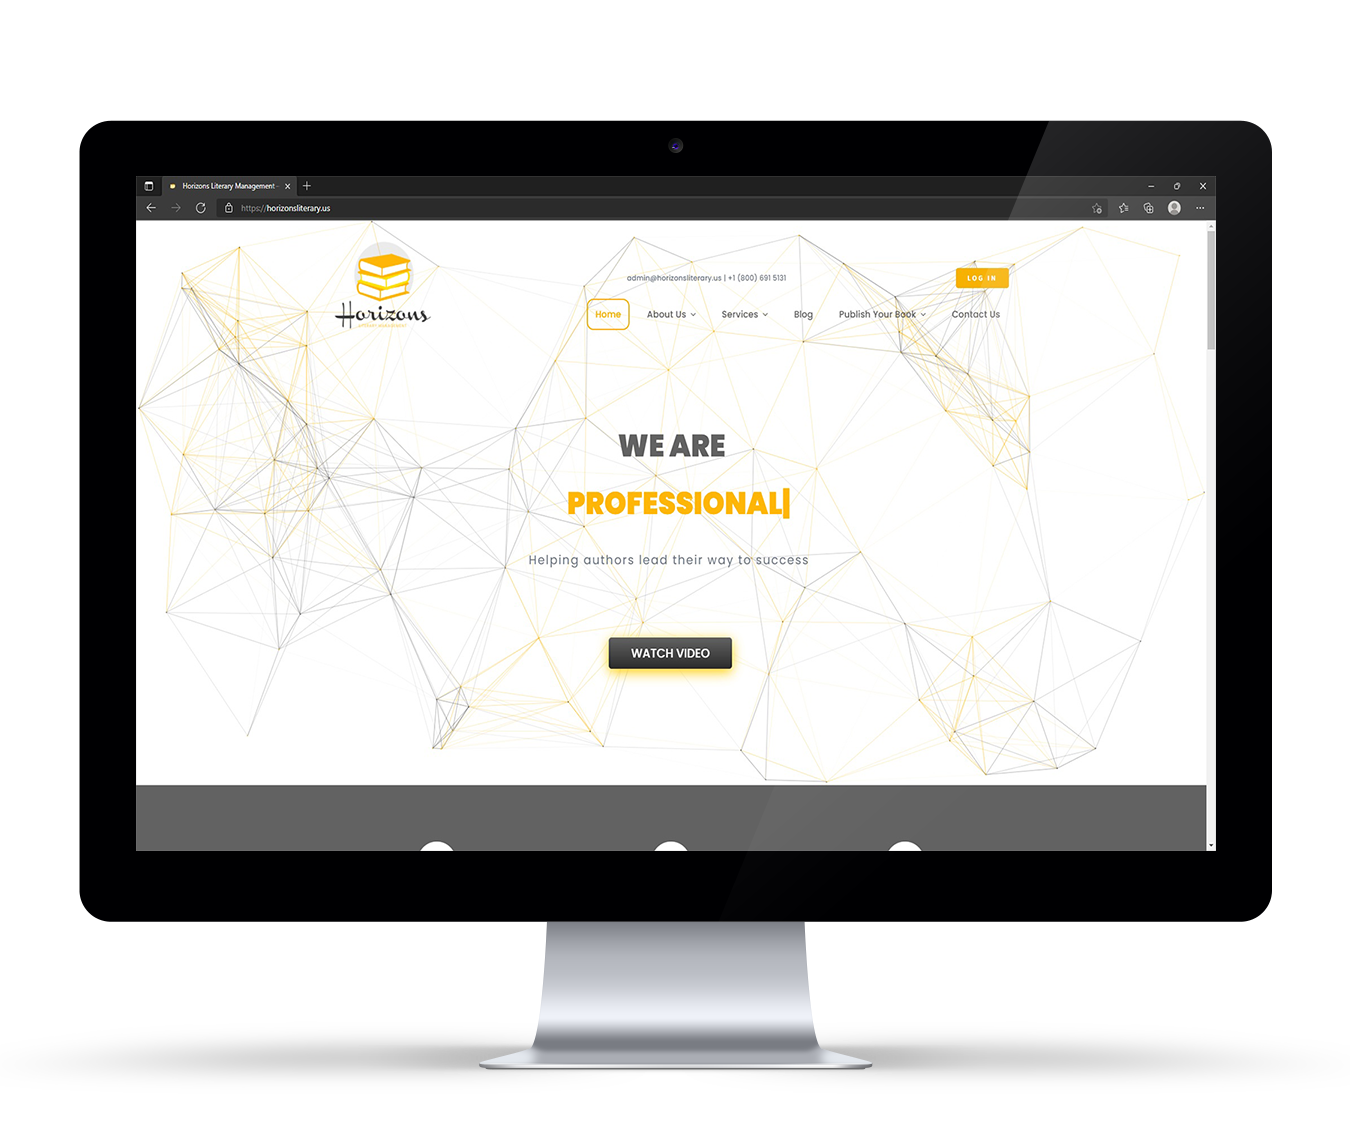 Horizons Literary Management
https://horizonsliterary.us
Horizons
admin@horizonsliterary.us | +1 (800) 691 5131
LOG IN
Home
About Us
Services
Blog
Publish Your Book
Contact Us
WE ARE
PROFESSIONAL|
Helping authors lead their way to success
WATCH VIDEO